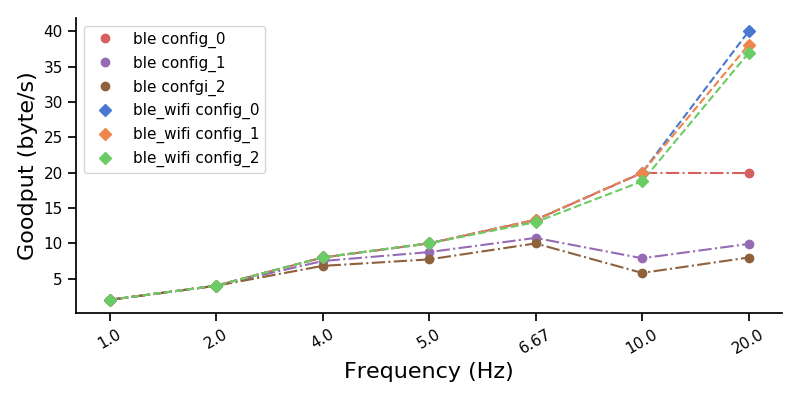 40
35
30
25
20
15
10
5
Goodput (byte/s)
ble config_0
ble config_1
ble confgi_2
ble_wifi config_0
ble_wifi config_1
ble_wifi config_2
1.0 2.0 4.0 5.0 6.67 10.0 20.0
Frequency (Hz)